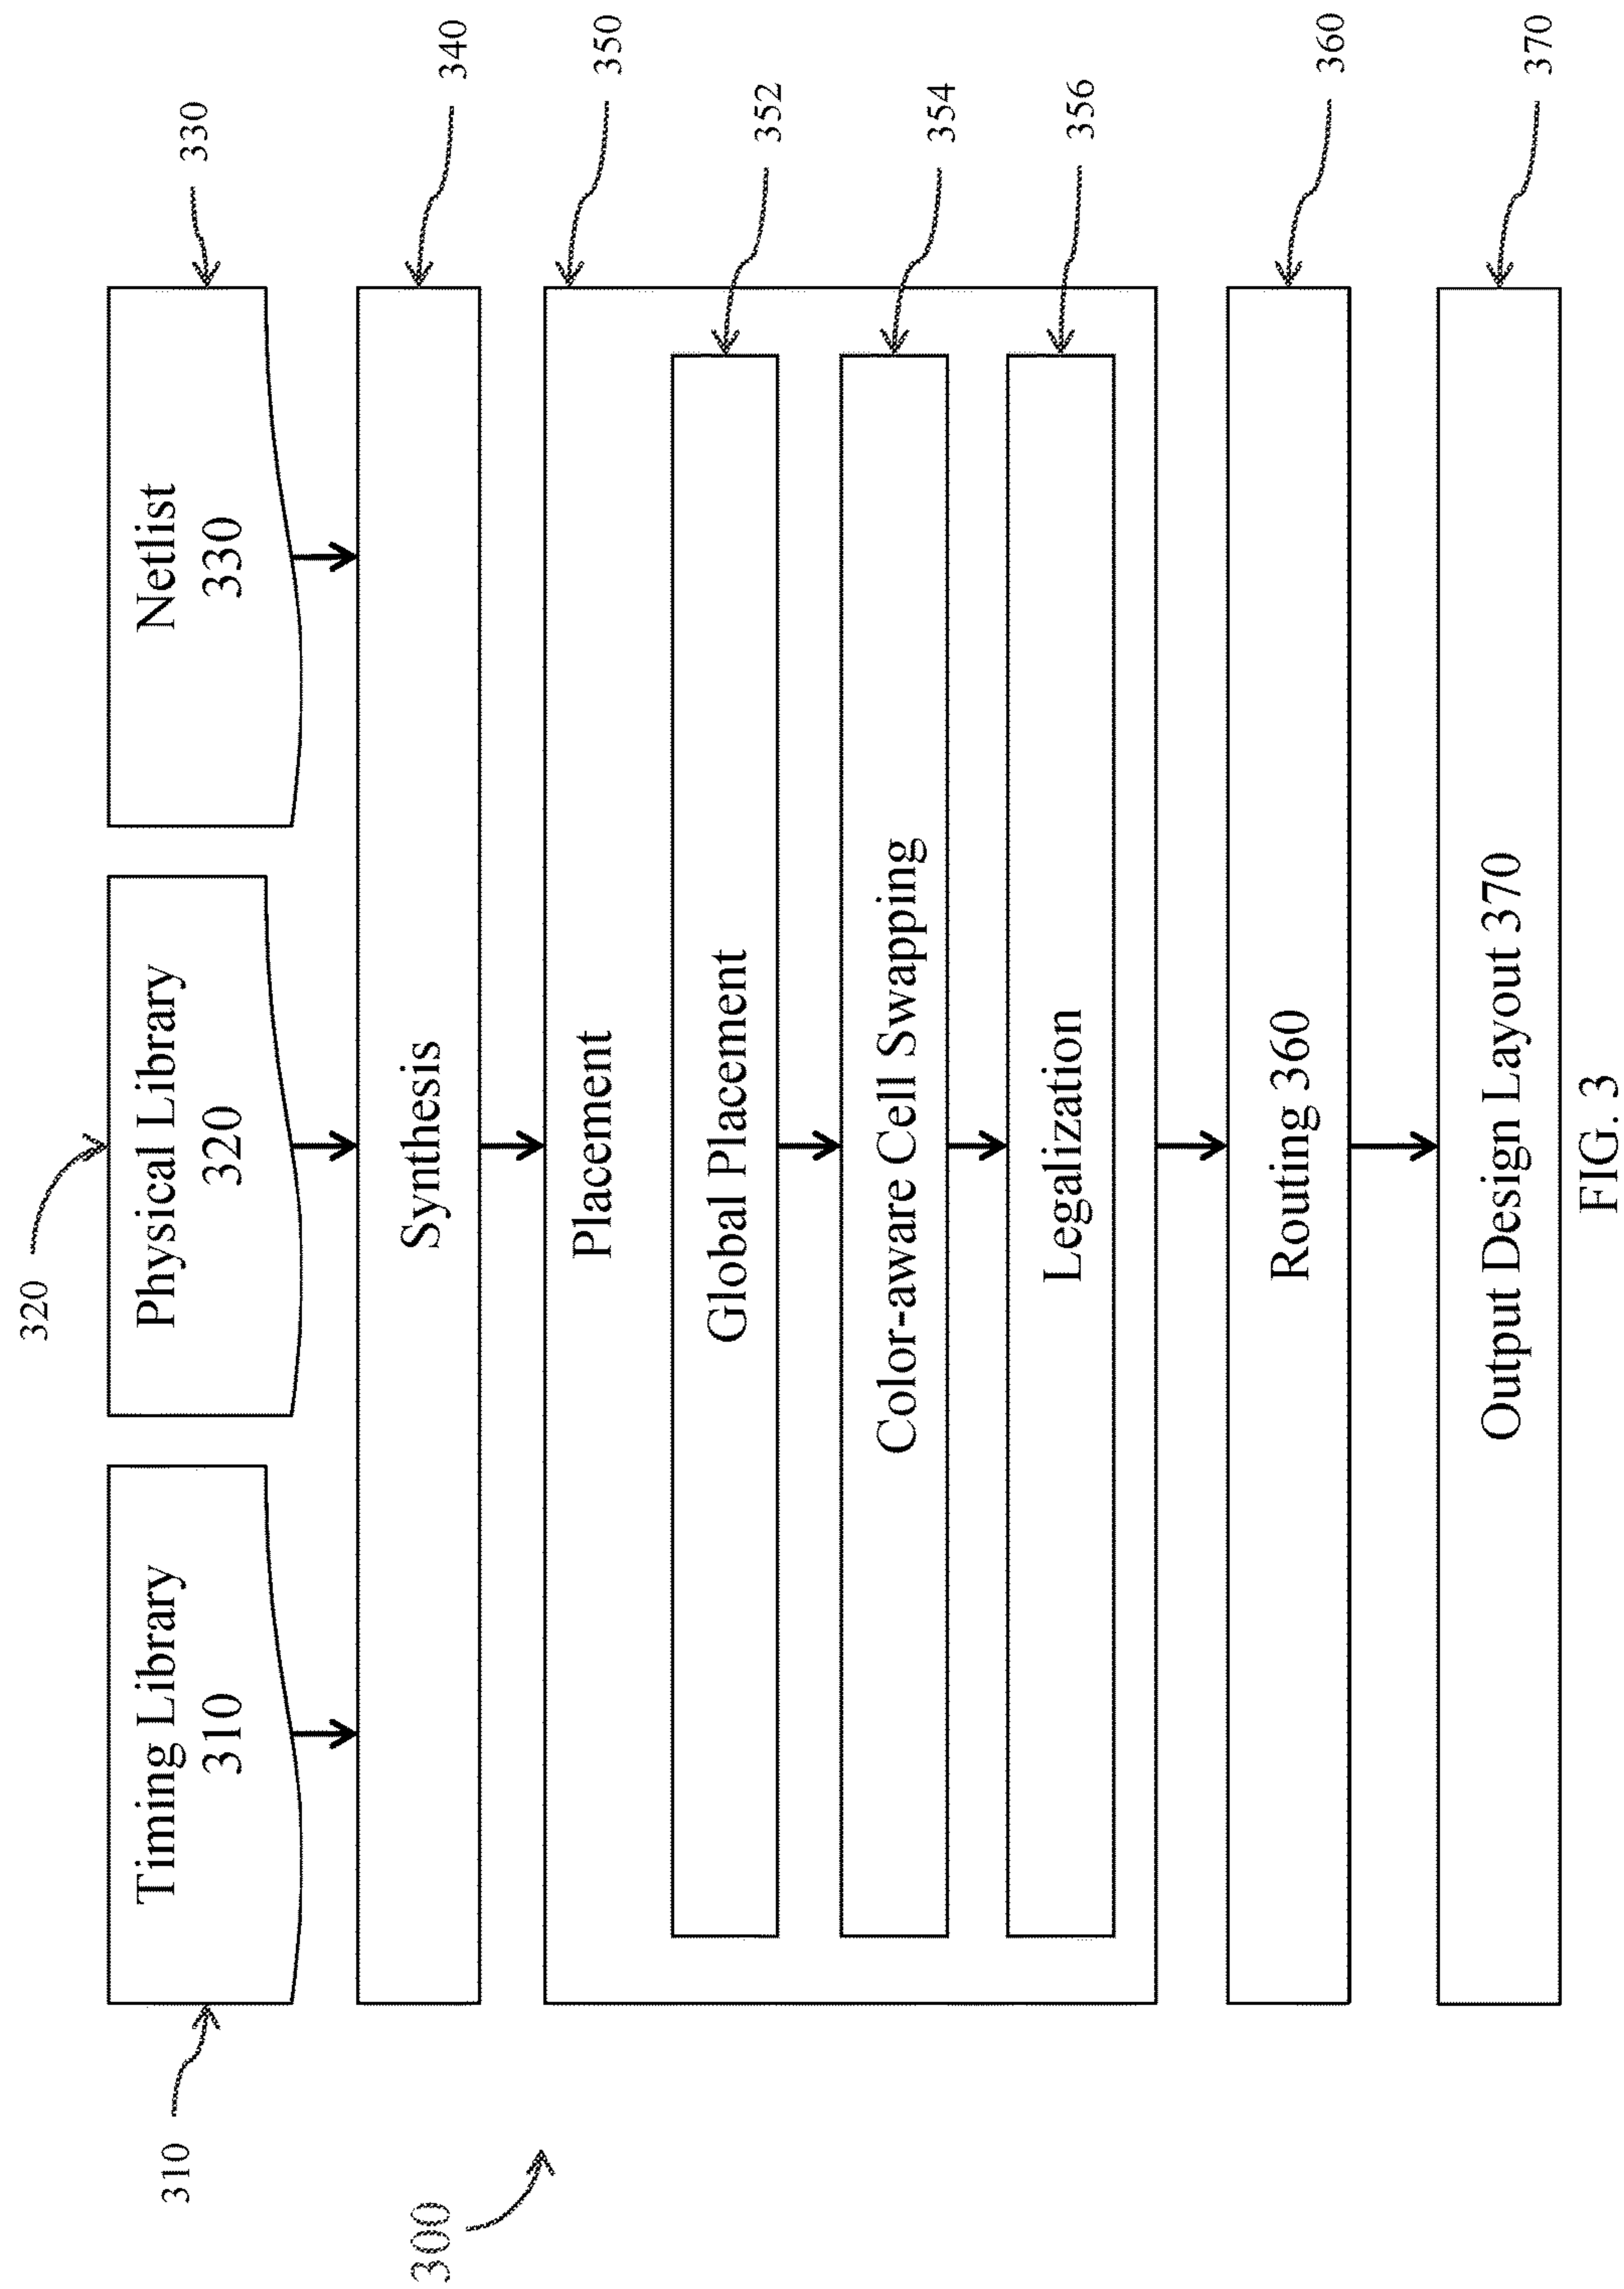 320
310
Timing Library
310
Physical Library
320
Netlist
330
330
300
Synthesis
340
Placement
350
Global Placement
352
Color-aware Cell Swapping
354
Legalization
356
Routing 360
360
Output Design Layout 370
370
FIG. 3